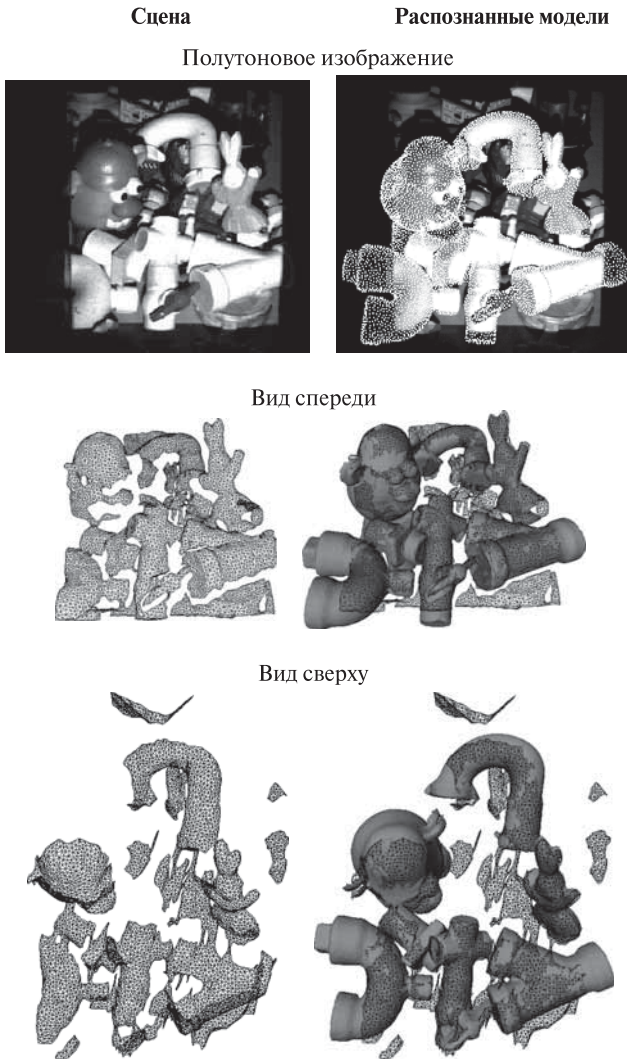 Сцена
Распознанные модели
Полутоновое изображение
Вид спереди
Вид сверху